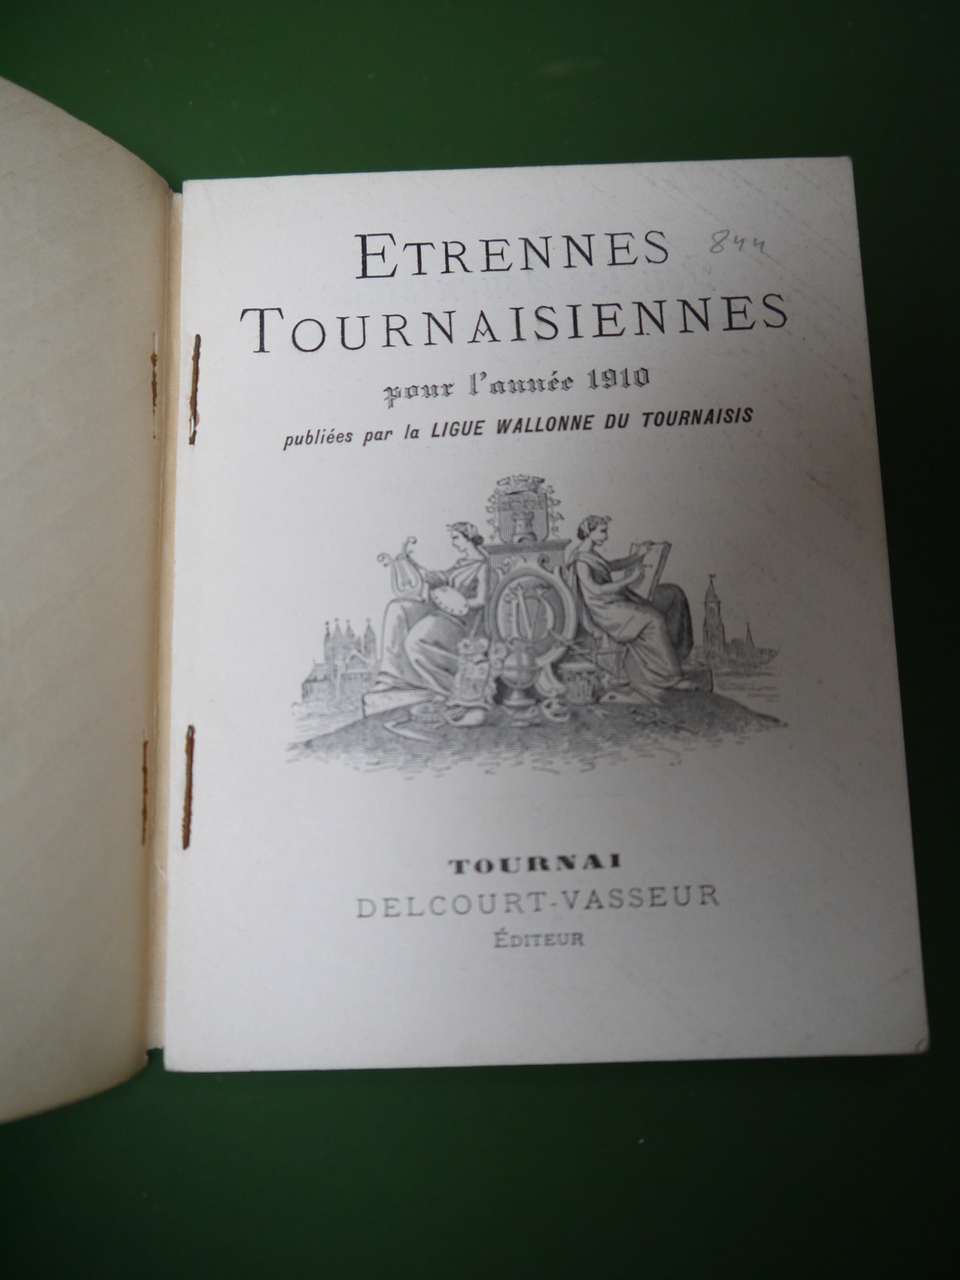 ETRENNES 844
TOURNAISIENNES
pour l'année 1910
publiées par la LIGUE WALLONNE DU TOURNAISIS
TOURNAI
DELCOURT-VASSEUR
ÉDITEUR